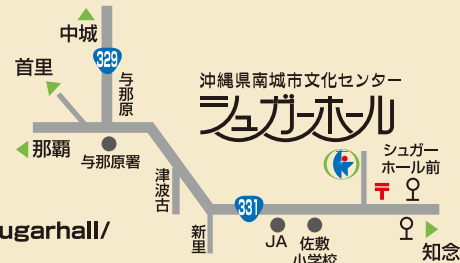 中城
329
首里
与那原
沖縄県南城市文化センター
シュガーホール
那覇
与那原署
津波古
シュガー
ホール前
〒
ugarhall/
新里
331
JA
佐敷
小学校
知念